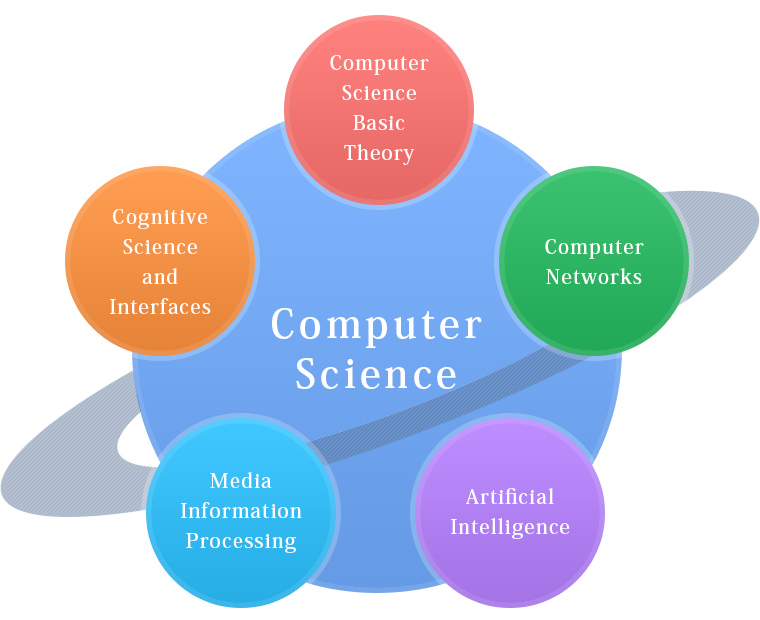 Computer
Science
Basic
Theory
Cognitive
Science
and
Interfaces
Computer
Networks
Computer
Science
Media
Information
Processing
Artificial
Intelligence